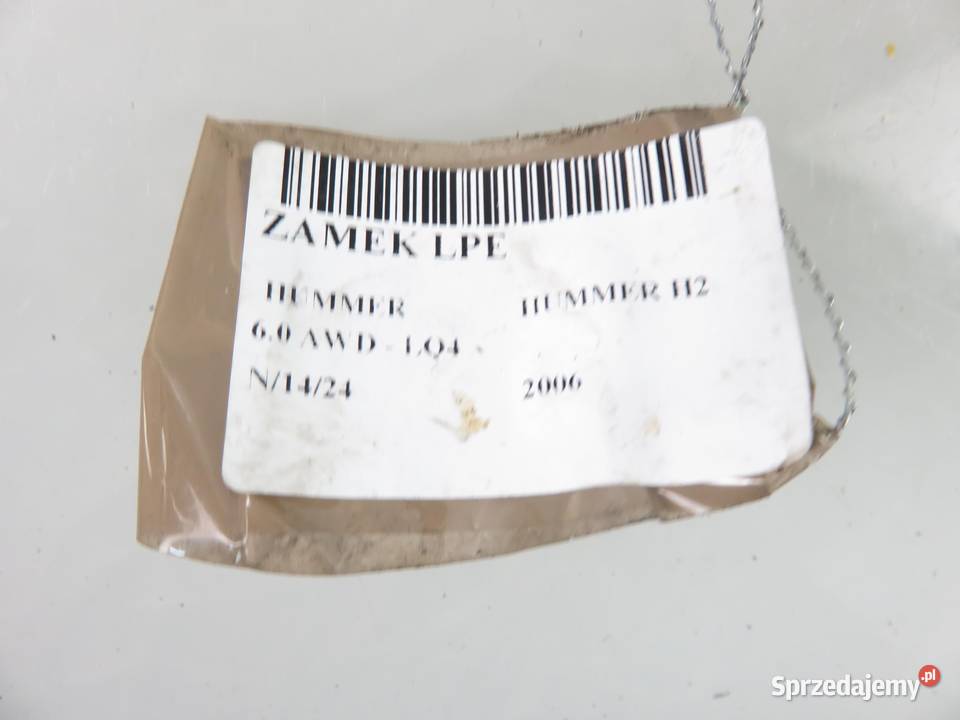 ZAMEK LPE
HUMMER HUMMER H2
6.0 AWD - LQ4 -
N/14/24 2006
Sprzedajemy.pl